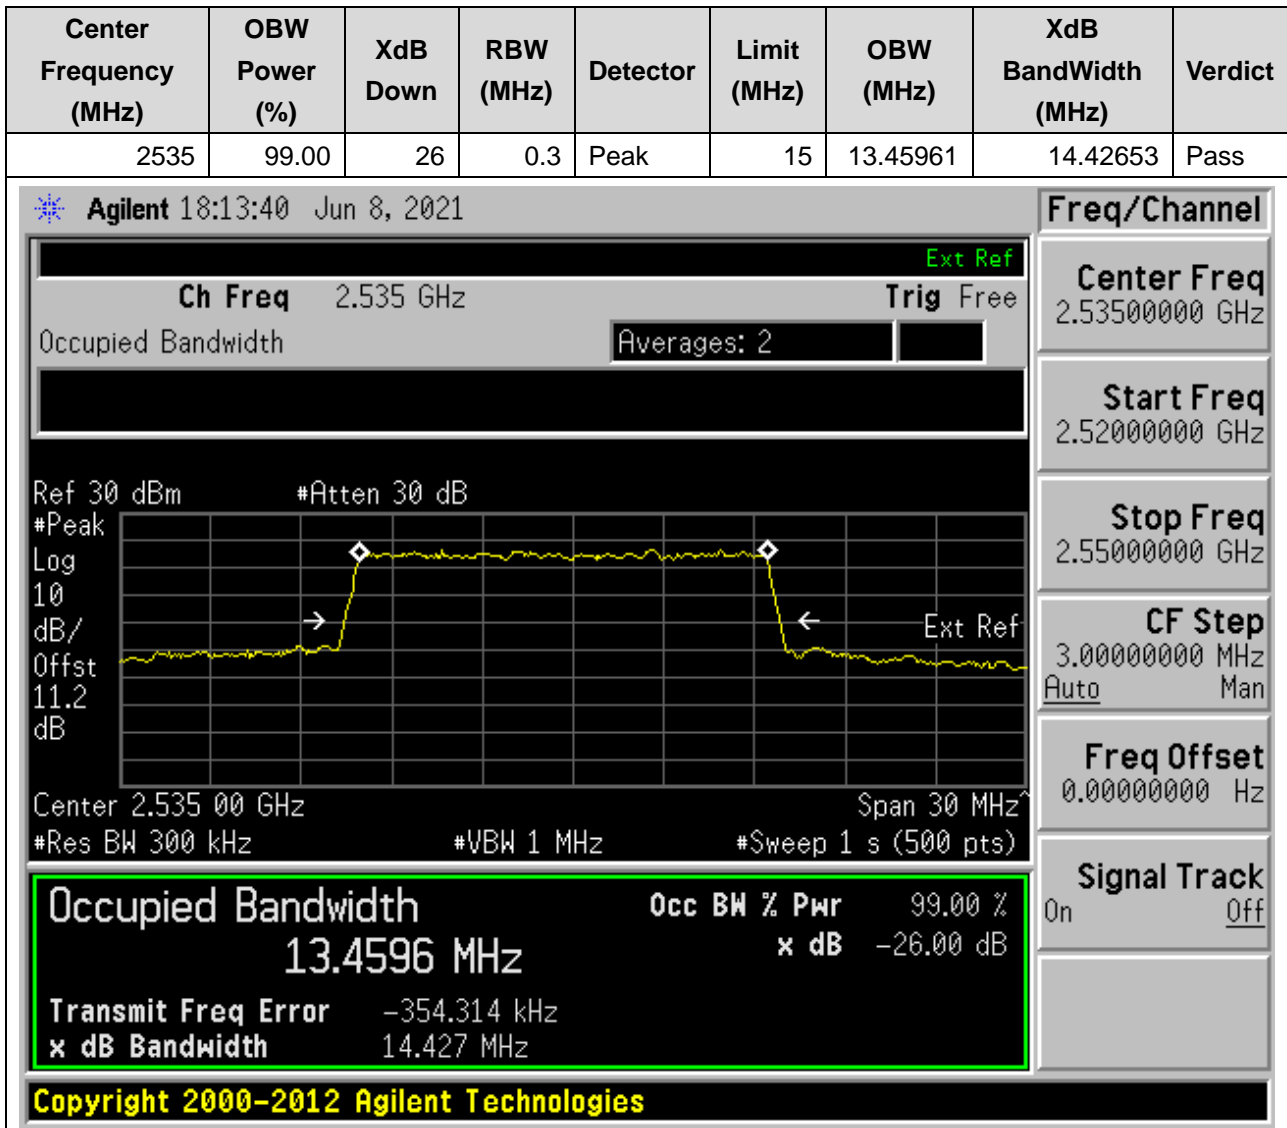 Center Frequency (MHz) OBW Power (%) XdB Down RBW (MHz) Detector Limit (MHz) OBW (MHz) XdB BandWidth (MHz) Verdict
2535 99.00 26 0.3 Peak 15 13.45961 14.42653 Pass
Agilent 18:13:40 Jun 8, 2021
Ext Ref
Ch Freq 2.535 GHz Trig Free
Occupied Bandwidth Averages: 2
Ref 30 dBm #Atten 30 dB
#Peak
Log
10
dB/
Offst
11.2
dB
Ext Ref
Center 2.535 00 GHz Span 30 MHz^
#Res BW 300 kHz #VBW 1 MHz #Sweep 1 s (500 pts)
Occupied Bandwidth Occ BW % Pwr 99.00 %
13.4596 MHz x dB -26.00 dB
Transmit Freq Error -354.314 kHz
x dB Bandwidth 14.427 MHz
Copyright 2000-2012 Agilent Technologies
Freq/Channel
Center Freq
2.53500000 GHz
Start Freq
2.52000000 GHz
Stop Freq
2.55000000 GHz
CF Step
3.00000000 MHz
Auto Man
Freq Offset
0.00000000 Hz
Signal Track
On Off